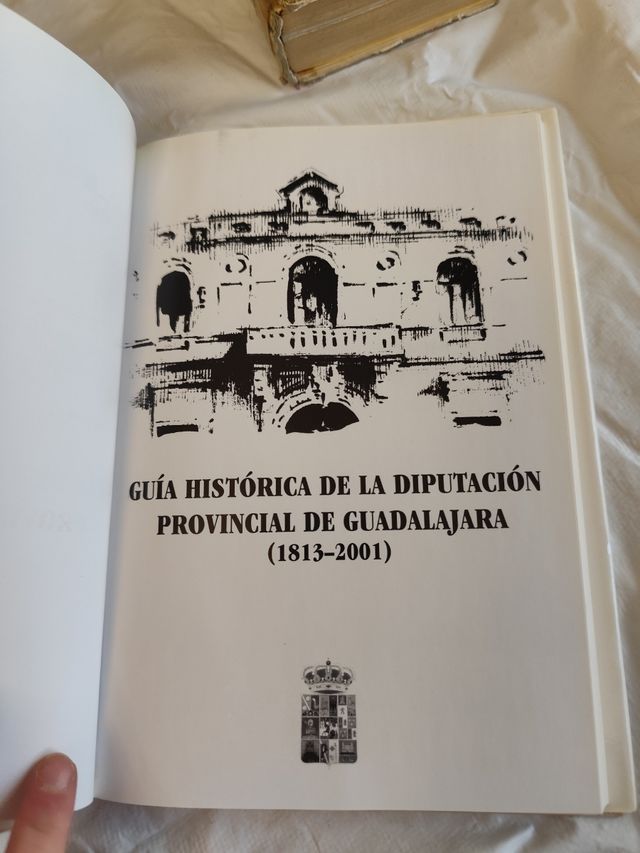 GUÍA HISTÓRICA DE LA DIPUTACIÓN
PROVINCIAL DE GUADALAJARA
(1813–2001)